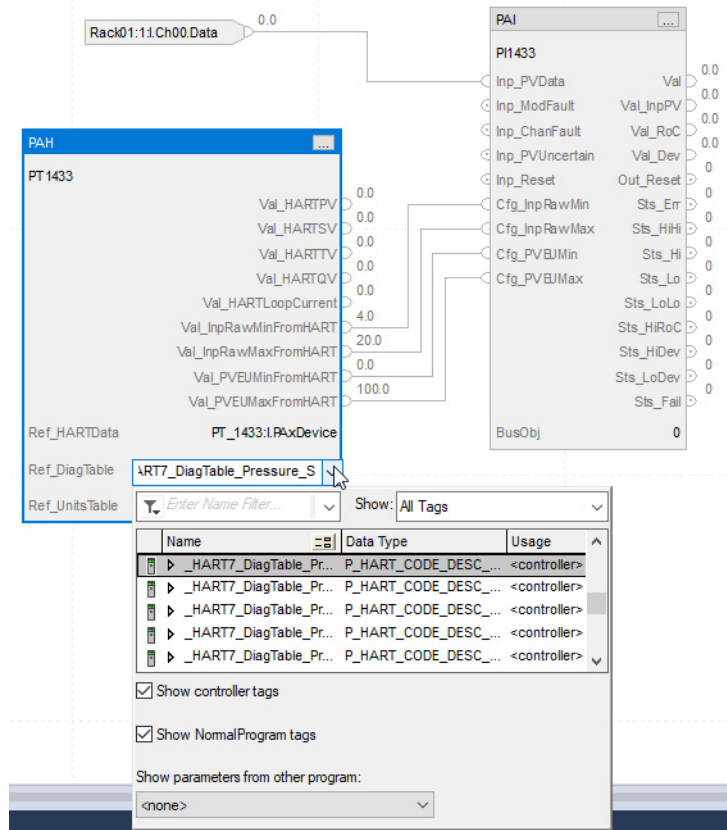 Rack01:1:I.Ch00.Data
0.0
PAI
...
PI1433
Inp_PVData Val 0.0
Inp_ModFault Val_InpPV 0.0
Inp_ChanFault Val_RoC 0.0
Inp_PVUncertain Val_Dev 0.0
Inp_Reset Out_Reset 0
Cfg_InpRawMin Sts_Err 0
Cfg_InpRawMax Sts_HiHi 0
Cfg_PVEUMin Sts_Hi 0
Cfg_PVEUMax Sts_Lo 0
Sts_LoLo 0
Sts_HiRoC 0
Sts_HiDev 0
Sts_LoDev 0
Sts_Fail 0
BusObj 0
PAH
...
PT1433
Val_HARTPV 0.0
Val_HARTSV 0.0
Val_HARTTV 0.0
Val_HARTQV 0.0
Val_HARTLoopCurrent 0.0
Val_InpRawMinFromHART 4.0
Val_InpRawMaxFromHART 20.0
Val_PVEUMinFromHART 0.0
Val_PVEUMaxFromHART 100.0
Ref_HARTData PT_1433:I.PAxDevice
Ref_DiagTable ART7_DiagTable_Pressure_S
Ref_UnitsTable
Enter Name Filter... Show: All Tags
Name Data Type Usage
_HART7_DiagTable_Pr... P_HART_CODE_DESC_... <controller>
_HART7_DiagTable_Pr... P_HART_CODE_DESC_... <controller>
_HART7_DiagTable_Pr... P_HART_CODE_DESC_... <controller>
_HART7_DiagTable_Pr... P_HART_CODE_DESC_... <controller>
_HART7_DiagTable_Pr... P_HART_CODE_DESC_... <controller>
Show controller tags
Show NormalProgram tags
Show parameters from other program:
<none>